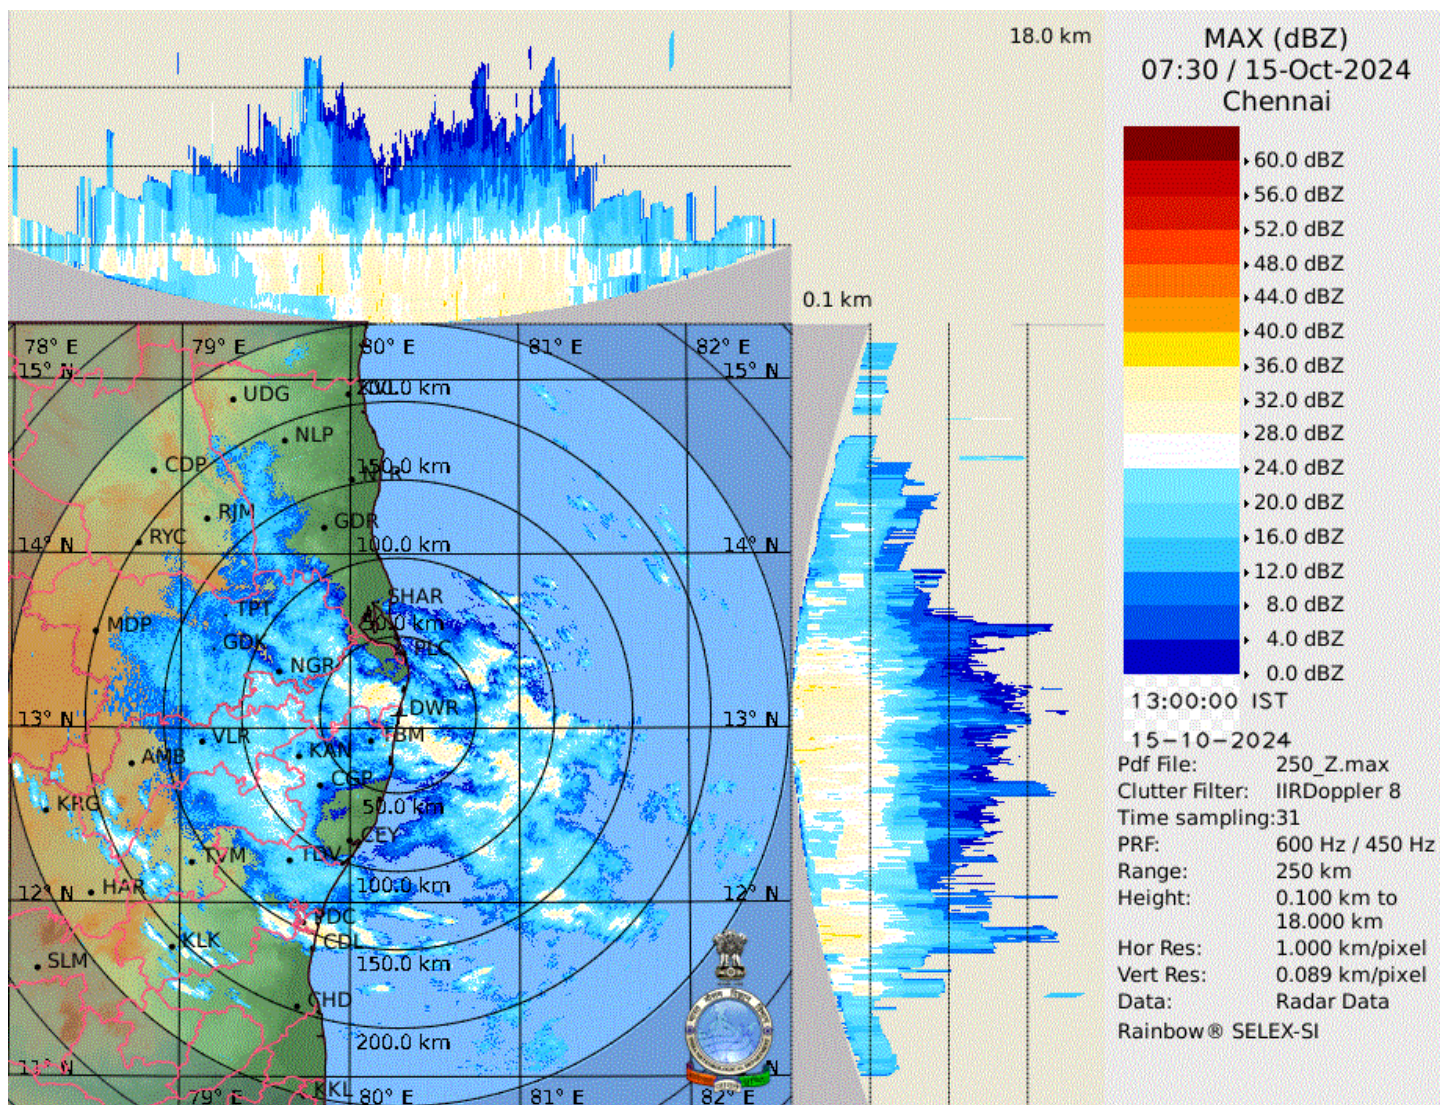 18.0 km
0.1 km
MAX (dBZ)
07:30 / 15-Oct-2024
Chennai
60.0 dBZ
56.0 dBZ
52.0 dBZ
48.0 dBZ
44.0 dBZ
40.0 dBZ
36.0 dBZ
32.0 dBZ
28.0 dBZ
24.0 dBZ
20.0 dBZ
16.0 dBZ
12.0 dBZ
8.0 dBZ
4.0 dBZ
0.0 dBZ
13:00:00 IST
15-10-2024
Pdf File: 250_Z.max
Clutter Filter: IIRDoppler 8
Time sampling:31
PRF: 600 Hz / 450 Hz
Range: 250 km
Height: 0.100 km to
18.000 km
Hor Res: 1.000 km/pixel
Vert Res: 0.089 km/pixel
Data: Radar Data
Rainbow® SELEX-SI
78° E 79° E 80° E 81° E 82° E
15° N 15° N
UDG
NLP
CDP
150.0 km
NLR
RJM
GDR
RYC
100.0 km
14° N 14° N
SHAR
TPT
50.0 km
MDP
GDK
PLC
NGR
DWR
13° N 13° N
VLR
KAN
AMB
CGP
KRG
50.0 km
CEY
TVM
TDV
100.0 km
HAR
12° N 12° N
PDC
KLK
CDL
SLM
150.0 km
CHD
200.0 km
11° N 11° N
KKL
79° E 80° E 81° E 82° E